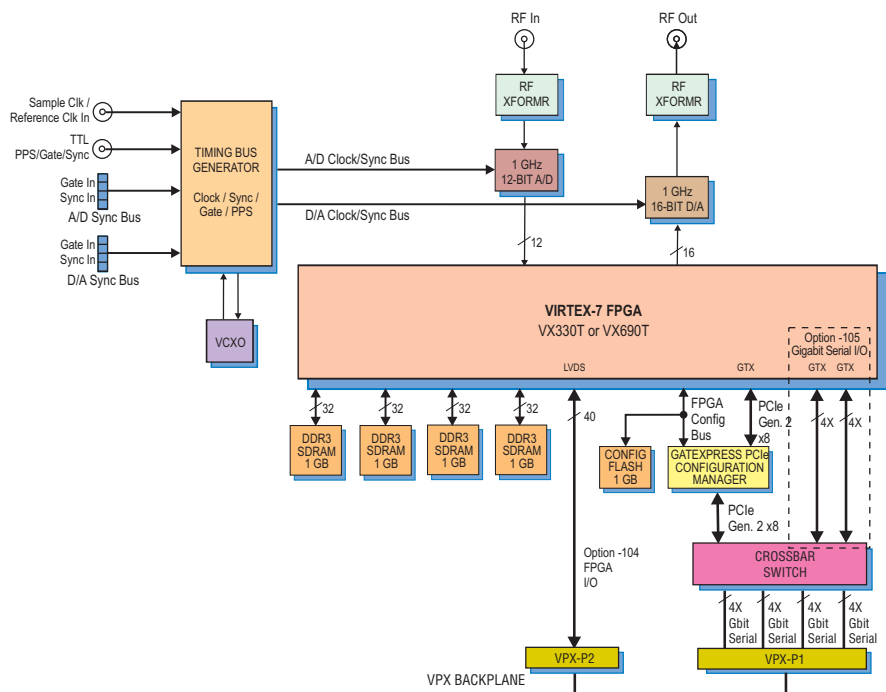 RF In
RF Out
Sample Clk /
Reference Clk In
TTL
PPS/Gate/Sync
Gate In
Sync In
A/D Sync Bus
Gate In
Sync In
D/A Sync Bus
TIMING BUS
GENERATOR
Clock / Sync /
Gate / PPS
VCXO
A/D Clock/Sync Bus
D/A Clock/Sync Bus
RF
XFORMR
RF
XFORMR
1 GHz
12-BIT A/D
1 GHz
16-BIT D/A
12
16
VIRTEX-7 FPGA
VX330T or VX690T
LVDS
GTX
Option -105
Gigabit Serial I/O
GTX
GTX
32
32
32
32
40
FPGA
Config
Bus
PCIe
Gen. 2
x8
4X
4X
DDR3
SDRAM
1 GB
DDR3
SDRAM
1 GB
DDR3
SDRAM
1 GB
DDR3
SDRAM
1 GB
CONFIG
FLASH
1 GB
GATEXPRESS PCIe
CONFIGURATION
MANAGER
PCIe
Gen. 2 x8
Option -104
FPGA
I/O
CROSSBAR
SWITCH
4X
Gbit
Serial
4X
Gbit
Serial
4X
Gbit
Serial
4X
Gbit
Serial
VPX-P2
VPX-P1
VPX BACKPLANE